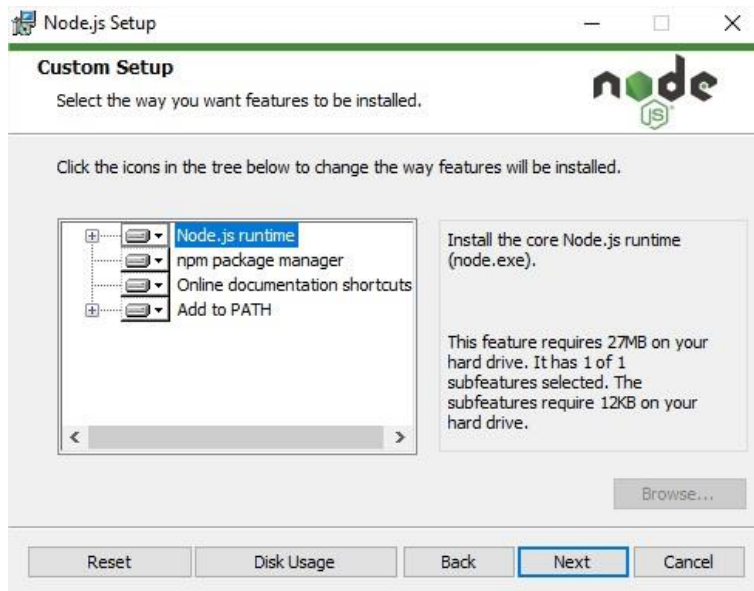 Node.js Setup
Custom Setup
Select the way you want features to be installed.
node
JS
Click the icons in the tree below to change the way features will be installed.
Node.js runtime
npm package manager
Online documentation shortcuts
Add to PATH
Install the core Node.js runtime
(node.exe).
This feature requires 27MB on your
hard drive. It has 1 of 1
subfeatures selected. The
subfeatures require 12KB on your
hard drive.
Browse...
Reset
Disk Usage
Back
Next
Cancel